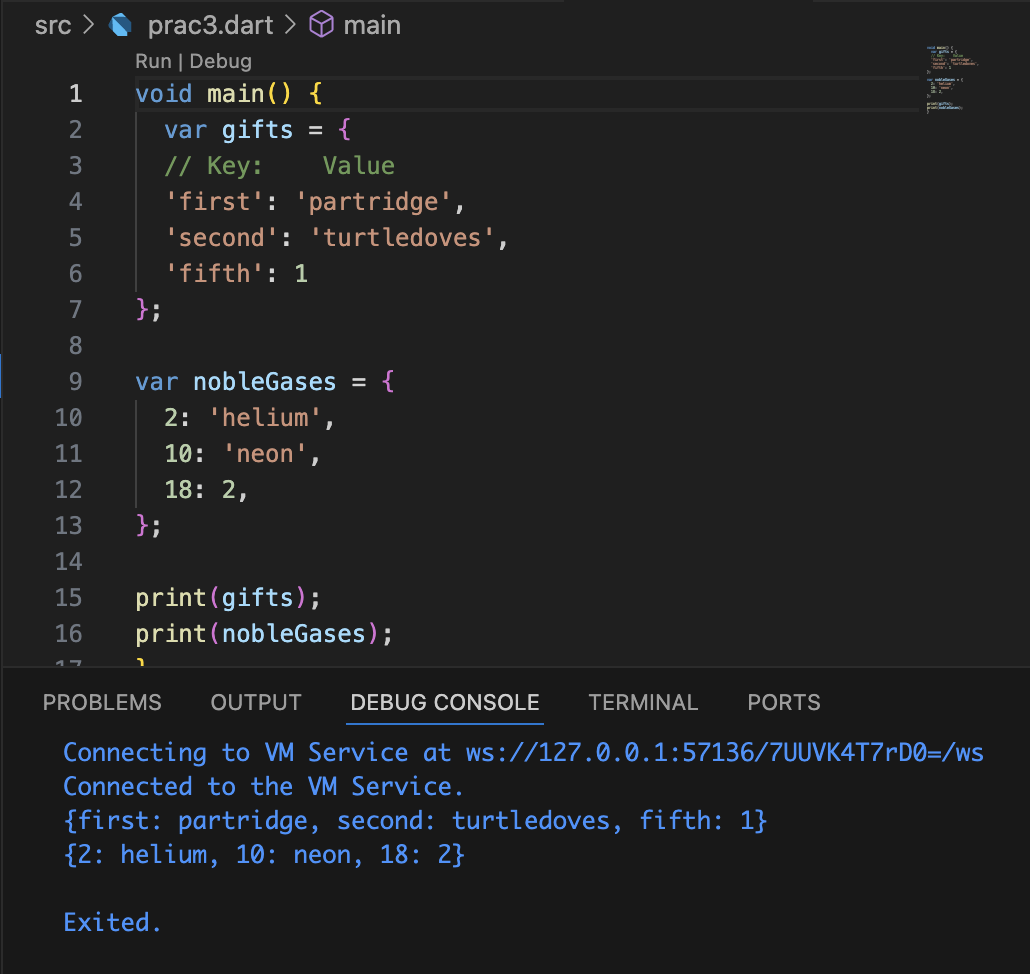 src > prac3.dart > main
Run | Debug
1 void main() {
2   var gifts = {
3   // Key:    Value
4   'first': 'partridge',
5   'second': 'turtledoves',
6   'fifth': 1
7 };
8
9 var nobleGases = {
10   2: 'helium',
11   10: 'neon',
12   18: 2,
13 };
14
15 print(gifts);
16 print(nobleGases);
17 }
PROBLEMS OUTPUT DEBUG CONSOLE TERMINAL PORTS
Connecting to VM Service at ws://127.0.0.1:57136/7UUVK4T7rD0=/ws
Connected to the VM Service.
{first: partridge, second: turtledoves, fifth: 1}
{2: helium, 10: neon, 18: 2}
Exited.